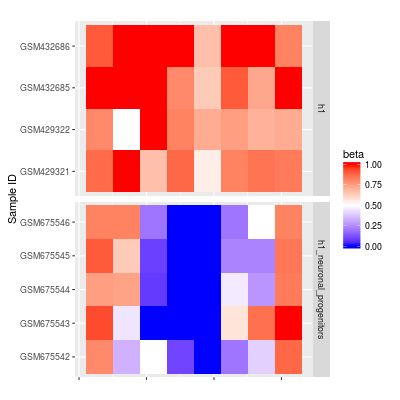 Sample ID
GSM432686
GSM432685
GSM429322
GSM429321
h1
GSM675546
GSM675545
GSM675544
GSM675543
GSM675542
h1_neuronal_progenitors
beta
1.00
0.75
0.50
0.25
0.00